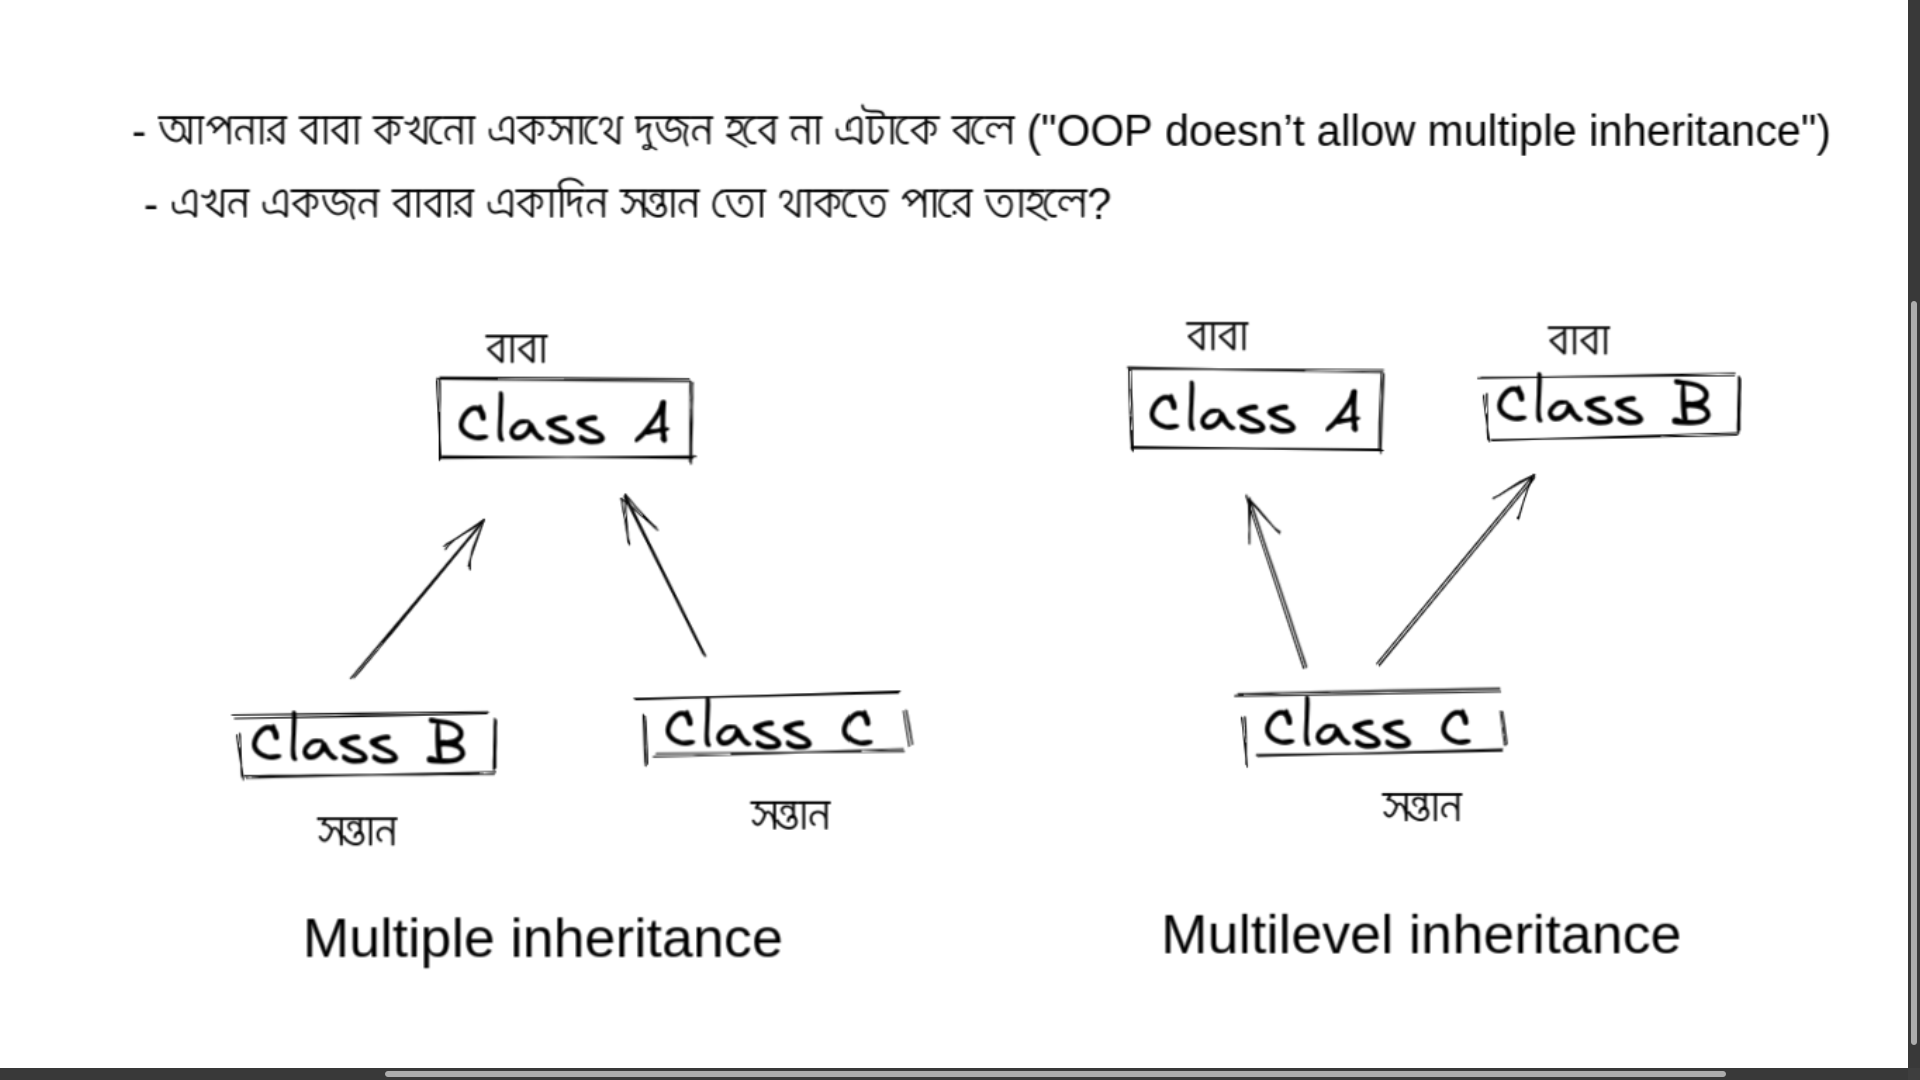 - আপনার বাবা কখনো একসাথে দুজন হবে না এটাকে বলে ("OOP doesn’t allow multiple inheritance")
- এখন একজন বাবার একাদিন সন্তান তো থাকতে পারে তাহলে?
বাবা
Class A
Class B
Class C
সন্তান
সন্তান
Multiple inheritance
বাবা
বাবা
Class A
Class B
Class C
সন্তান
Multilevel inheritance